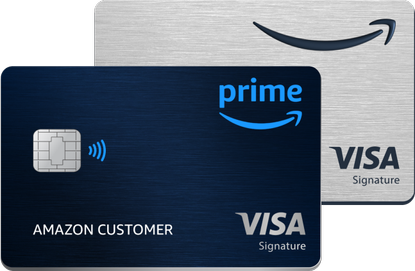 prime
VISA
Signature
AMAZON CUSTOMER
VISA
Signature